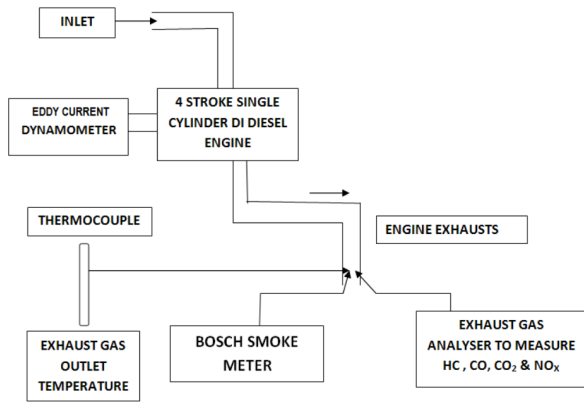 INLET
4 STROKE SINGLE
CYLINDER DI DIESEL
ENGINE
EDDY CURRENT
DYNAMOMETER
THERMOCOUPLE
ENGINE EXHAUSTS
EXHAUST GAS
OUTLET
TEMPERATURE
BOSCH SMOKE
METER
EXHAUST GAS
ANALYSER TO MEASURE
HC , CO, CO₂ & NOₓ